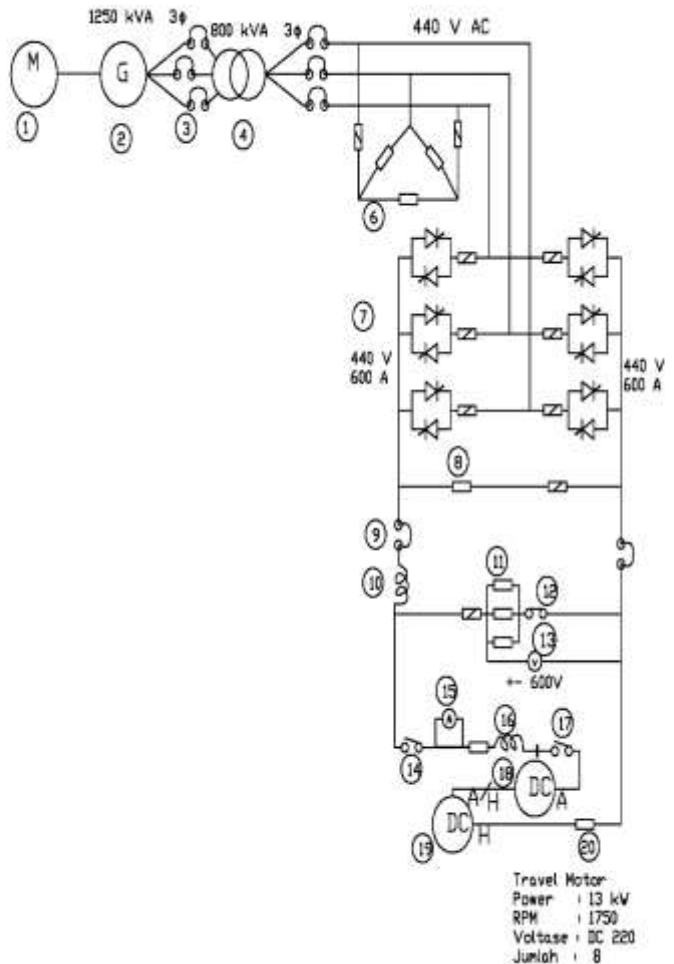 1250 kVA 3ϕ
800 kVA 3ϕ
440 V AC
M
G
1
2
3
4
6
7
440 V
600 A
440 V
600 A
8
9
10
11
12
13
V
+- 600V
15
A
16
17
14
18
DC
A
A/H
DC
H
19
20
Travel Motor
Power : 13 kW
RPM : 1750
Voltase : DC 220
Jumlah : 8